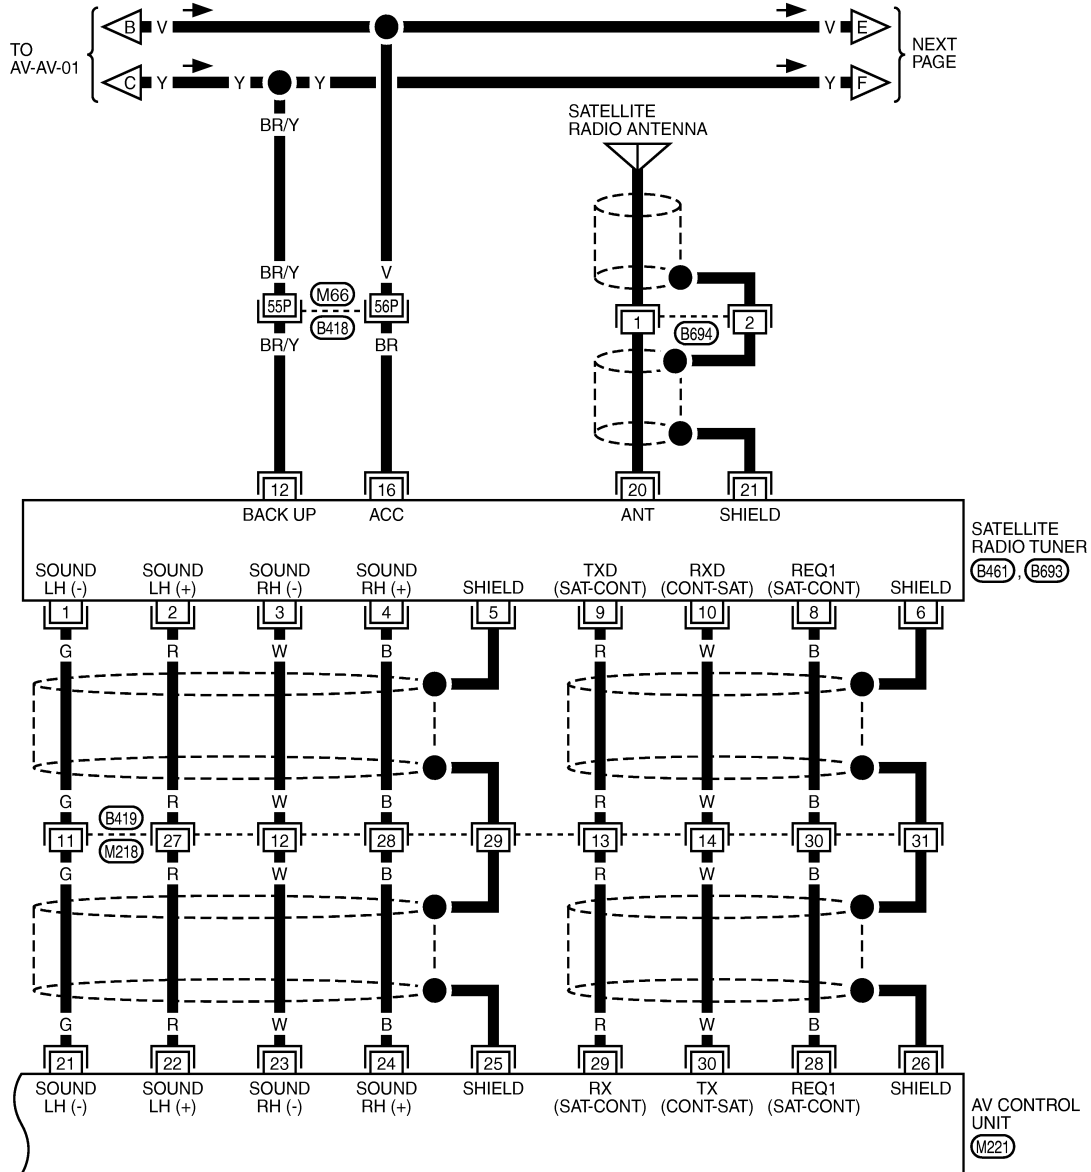 TO
AV-AV-01
B V V E
C Y Y Y Y F
NEXT
PAGE
BR/Y
SATELLITE
RADIO ANTENNA
BR/Y V
55P M66 56P
B418
BR/Y BR
1 2
B694
12 16 20 21
BACK UP ACC ANT SHIELD
SATELLITE
RADIO TUNER
B461 , B693
SOUND LH (-)
SOUND LH (+)
SOUND RH (-)
SOUND RH (+)
SHIELD
TXD (SAT-CONT)
RXD (CONT-SAT)
REQ1 (SAT-CONT)
SHIELD
1 2 3 4 5 9 10 8 6
G R W B R W B
G R W B R W B
B419
11 27 12 28 29 13 14 30 31
M218
G R W B R W B
G R W B R W B
21 22 23 24 25 29 30 28 26
SOUND LH (-)
SOUND LH (+)
SOUND RH (-)
SOUND RH (+)
SHIELD
RX (SAT-CONT)
TX (CONT-SAT)
REQ1 (SAT-CONT)
SHIELD
AV CONTROL
UNIT
M221